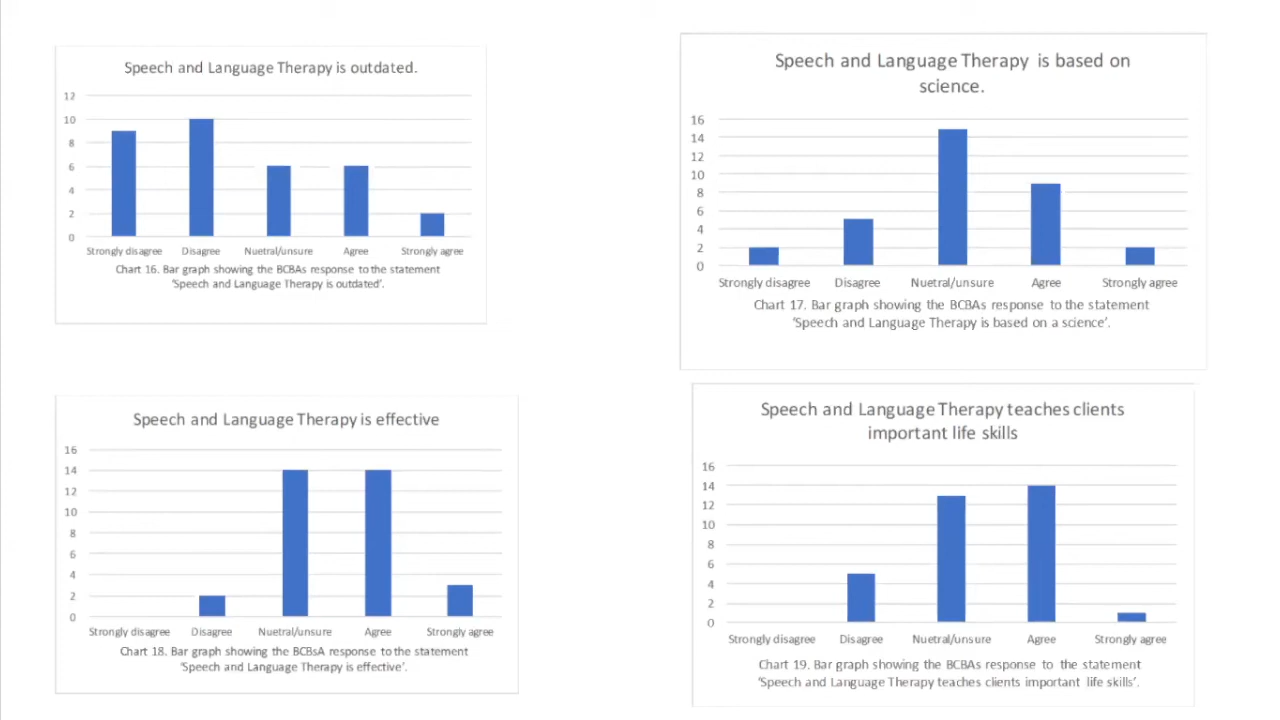 Speech and Language Therapy is outdated.
12
10
8
6
4
2
0
Strongly disagree Disagree Nuetral/unsure Agree Strongly agree
Chart 16. Bar graph showing the BCBAs response to the statement
‘Speech and Language Therapy is outdated’.
Speech and Language Therapy is based on
science.
16
14
12
10
8
6
4
2
0
Strongly disagree Disagree Nuetral/unsure Agree Strongly agree
Chart 17. Bar graph showing the BCBAs response to the statement
‘Speech and Language Therapy is based on a science’.
Speech and Language Therapy is effective
16
14
12
10
8
6
4
2
0
Strongly disagree Disagree Nuetral/unsure Agree Strongly agree
Chart 18. Bar graph showing the BCBsA response to the statement
‘Speech and Language Therapy is effective’.
Speech and Language Therapy teaches clients
important life skills
16
14
12
10
8
6
4
2
0
Strongly disagree Disagree Nuetral/unsure Agree Strongly agree
Chart 19. Bar graph showing the BCBAs response to the statement
‘Speech and Language Therapy teaches clients important life skills’.